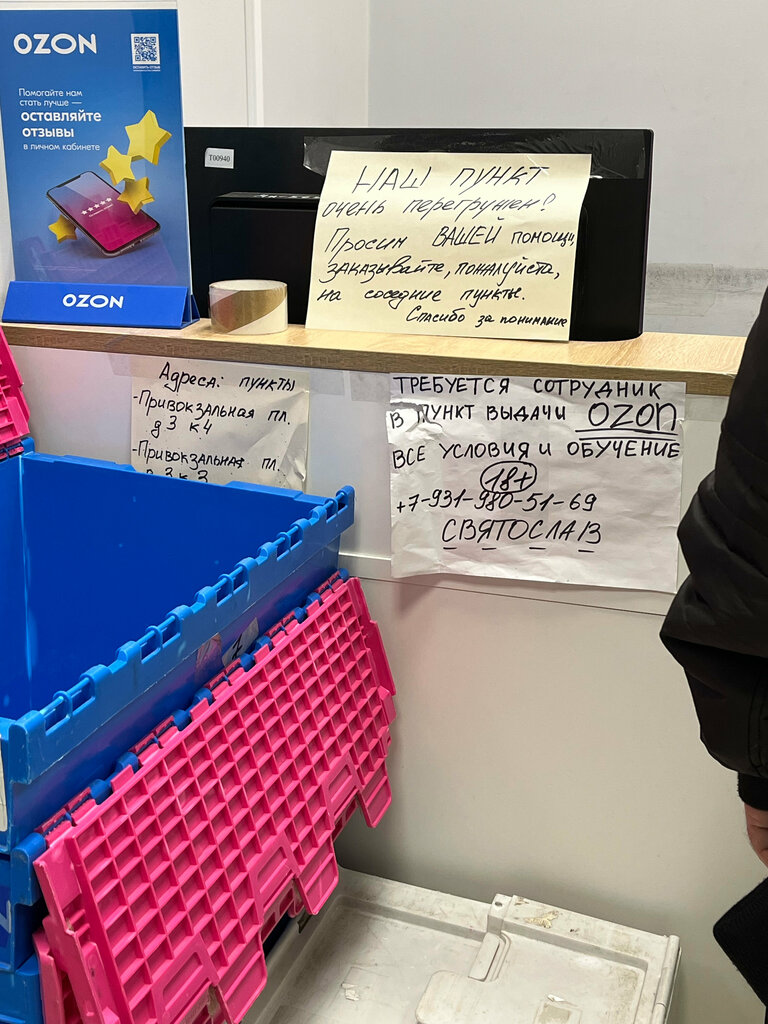 OZON
Помогайте нам
стать лучше —
оставляйте
отзывы
в личном кабинете
OZON
T00940
НАШ ПУНКТ
очень перегружен!
Просим ВАШЕЙ помощи,
заказывайте, пожалуйста,
на соседние пункты.
Спасибо за понимание
Адреса: пункты
-Привокзальная пл.
д 3 к 4
-Привокзальная пл.
д 3 к 3
ТРЕБУЕТСЯ СОТРУДНИК
В ПУНКТ ВЫДАЧИ OZON
ВСЕ УСЛОВИЯ И ОБУЧЕНИЕ
18+
+7-931-980-51-69
СВЯТОСЛАВ